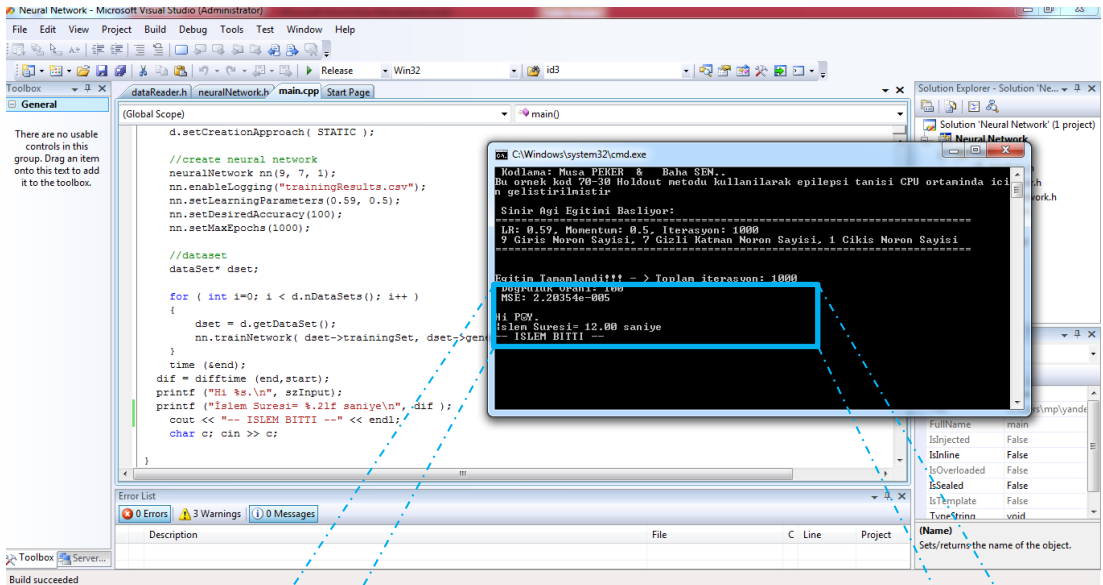 Neural Network - Microsoft Visual Studio (Administrator)
File Edit View Project Build Debug Tools Test Window Help
Release Win32 id3
Toolbox
General
There are no usable
controls in this
group. Drag an item
onto this text to add
it to the toolbox.
Toolbox Server...
dataReader.h neuralNetwork.h main.cpp Start Page
(Global Scope) main()
d.setCreationApproach( STATIC );
//create neural network
neuralNetwork nn(9, 7, 1);
nn.enableLogging("trainingResults.csv");
nn.setLearningParameters(0.59, 0.5);
nn.setDesiredAccuracy(100);
nn.setMaxEpochs(1000);
//dataset
dataSet* dset;
for ( int i=0; i < d.nDataSets(); i++ )
{
dset = d.getDataSet();
nn.trainNetwork( dset->trainingSet, dset->gene
}
time (&end);
dif = difftime (end,start);
printf ("Hi %s.\n", szInput);
printf ("İslem Suresi= %.2lf saniye\n", dif );
cout << "-- ISLEM BITTI --" << endl;
char c; cin >> c;
}
C:\Windows\system32\cmd.exe
Kodlama: Musa PEKER & Baha SEN..
Bu ornek kod 70-30 Holdout metodu kullanilarak epilepsi tanisi CPU ortaminda ici
n gelistirilmistir
Sinir Agi Egitimi Basliyor:
==========================================================================
LR: 0.59, Momentum: 0.5, Iterasyon: 1000
9 Giris Noron Sayisi, 7 Gizli Katman Noron Sayisi, 1 Cikis Noron Sayisi
==========================================================================
Egitim Tamamlandi!!! - > Toplam iterasyon: 1000
Dogruluk Orani: 100
MSE: 2.20354e-005
Hi
İslem Suresi= 12.00 saniye
-- ISLEM BITTI --
Solution Explorer - Solution 'Ne...
Solution 'Neural Network' (1 project)
Neural Network
FullName main
IsInjected False
IsInline False
IsOverloaded False
IsSealed False
IsTemplate False
TypeString void
(Name)
Sets/returns the name of the object.
Error List
0 Errors 3 Warnings 0 Messages
Description File C Line Project
Build succeeded